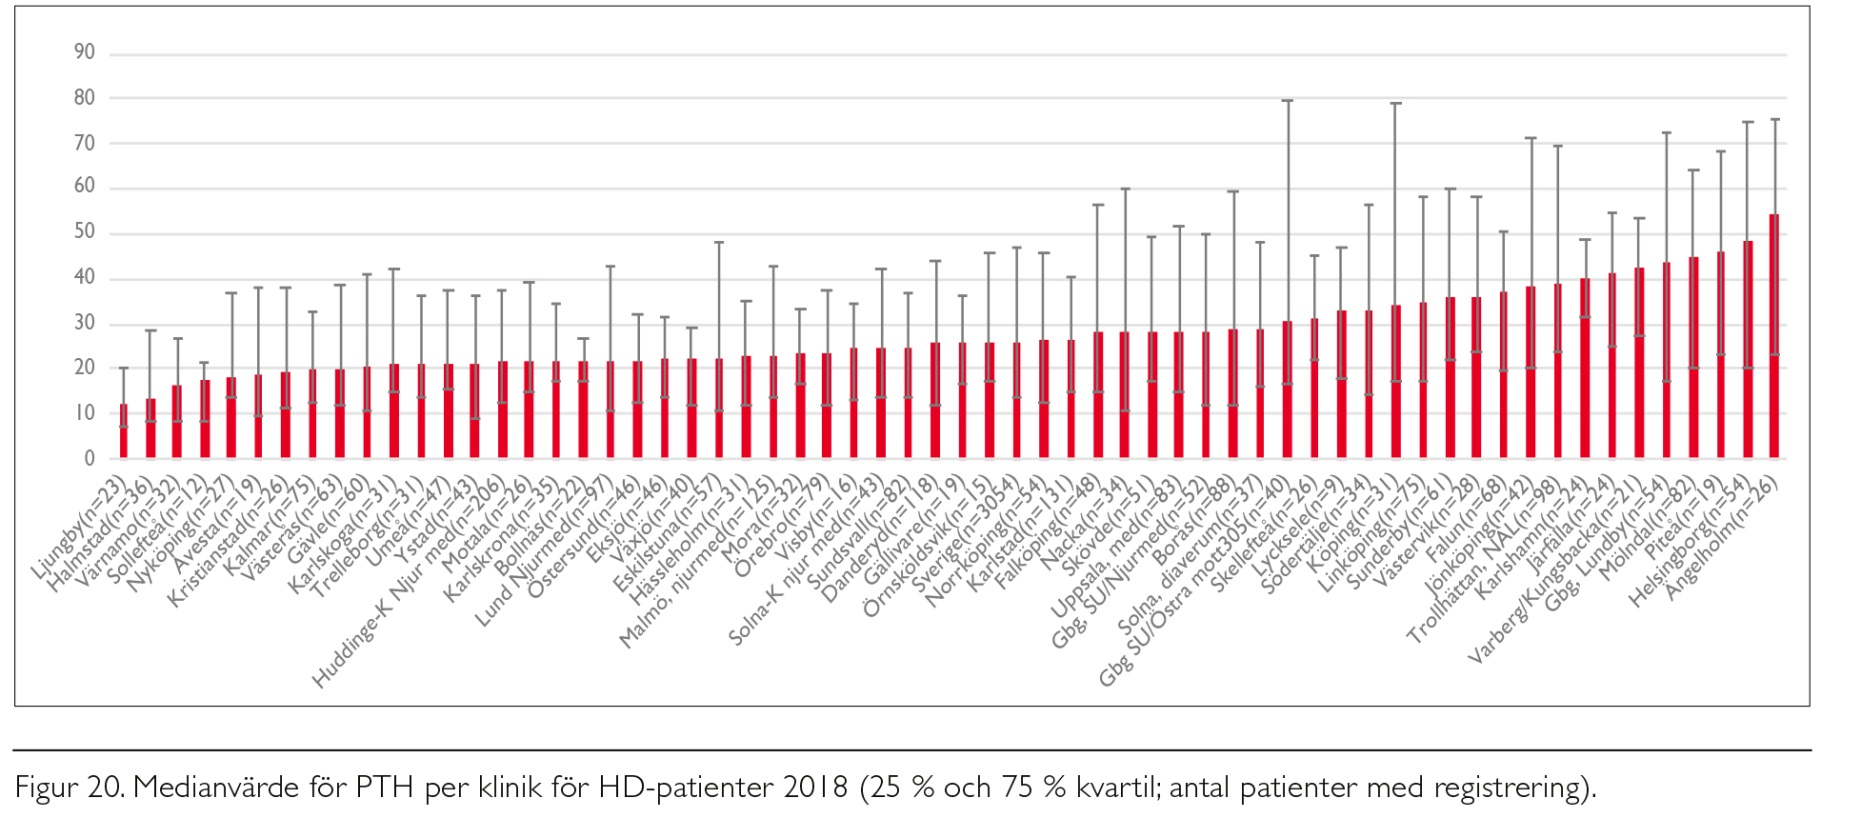 90
80
70
60
50
40
30
20
10
0
Ljungby(n=23)
Halmstad(n=36)
Värnamo(n=32)
Sollefteå(n=12)
Nyköping(n=27)
Avesta(n=19)
Kristianstad(n=26)
Kalmar(n=75)
Västerås(n=63)
Gävle(n=60)
Karlskoga(n=31)
Trelleborg(n=31)
Umeå(n=47)
Ystad(n=43)
Huddinge-K Njur med(n=206)
Motala(n=26)
Karlskrona(n=35)
Bollnäs(n=22)
Lund Njurmed(n=97)
Östersund(n=46)
Eksjö(n=46)
Växjö(n=40)
Eskilstuna(n=57)
Hässleholm(n=31)
Malmö, njurmed(n=125)
Mora(n=32)
Örebro(n=79)
Visby(n=16)
Solna-K njur med(n=43)
Sundsvall(n=82)
Danderyd(n=118)
Gällivare(n=19)
Örnsköldsvik(n=15)
Sverige(n=3054)
Norrköping(n=54)
Karlstad(n=131)
Falköping(n=48)
Nacka(n=34)
Skövde(n=51)
Uppsala, med(n=83)
Gbg, SU/Njurmed(n=52)
Borås(n=88)
Solna, diaverum(n=37)
Gbg SU/Östra mott305(n=40)
Skellefteå(n=26)
Lycksele(n=9)
Södertälje(n=34)
Köping(n=31)
Linköping(n=75)
Sunderby(n=61)
Västervik(n=28)
Falun(n=68)
Jönköping(n=42)
Trollhättan, NÄL(n=98)
Karlshamn(n=24)
Järfälla(n=24)
Varberg/Kungsbacka(n=21)
Gbg, Lundby(n=54)
Mölndal(n=82)
Piteå(n=19)
Helsingborg(n=54)
Ängelholm(n=26)
Figur 20. Medianvärde för PTH per klinik för HD-patienter 2018 (25 % och 75 % kvartil; antal patienter med registrering).